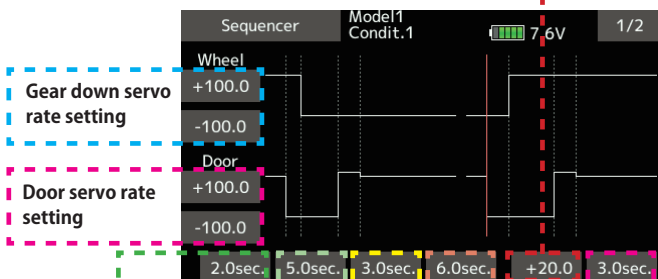 Sequencer
Model1
Condit.1
7.6V
1/2
Wheel
+100.0
-100.0
Gear down servo
rate setting
Door
+100.0
-100.0
Door servo rate
setting
2.0sec. 5.0sec. 3.0sec. 6.0sec. +20.0 3.0sec.